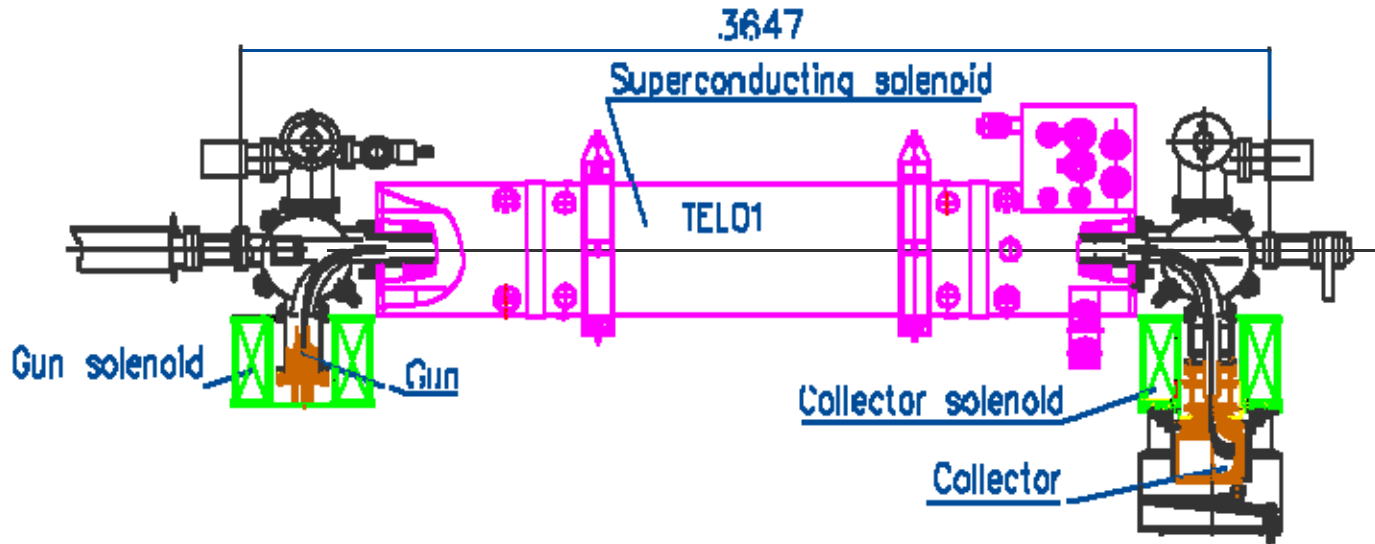 3647
Superconducting solenoid
TEL01
Gun solenoid
Gun
Collector solenoid
Collector